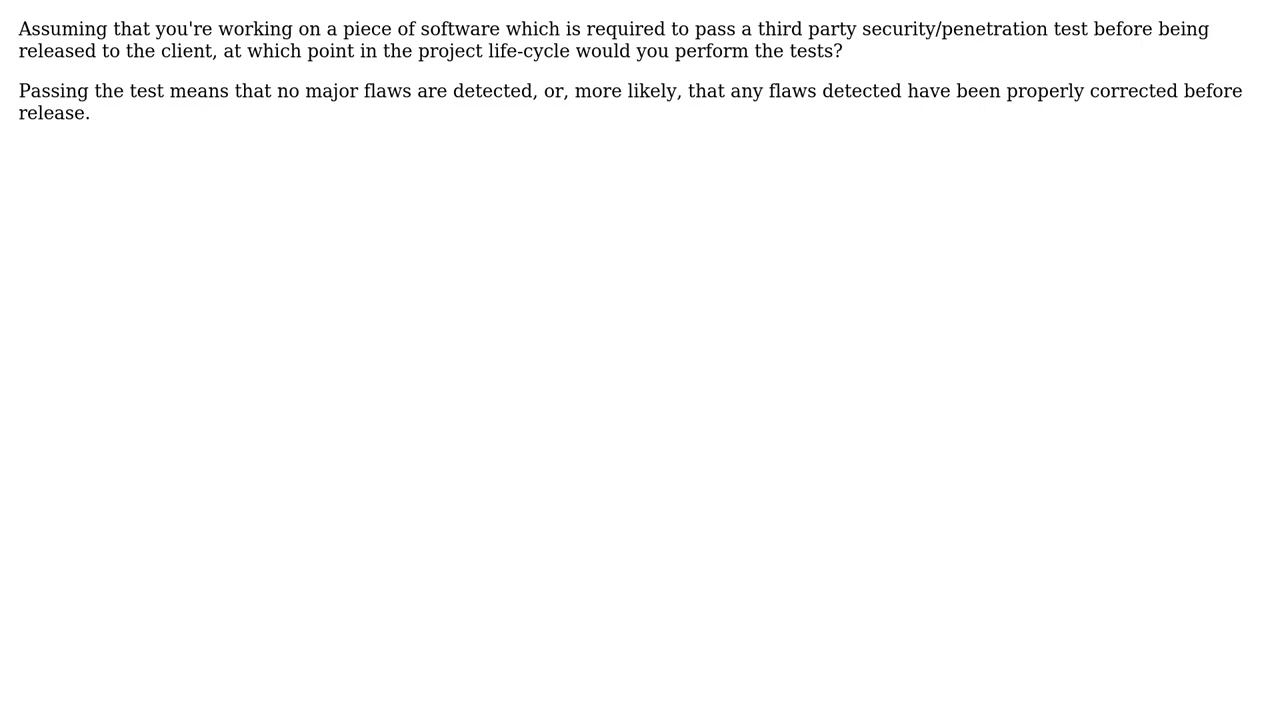 Assuming that you're working on a piece of software which is required to pass a third party security/penetration test before being
released to the client, at which point in the project life-cycle would you perform the tests?
Passing the test means that no major flaws are detected, or, more likely, that any flaws detected have been properly corrected before
release.